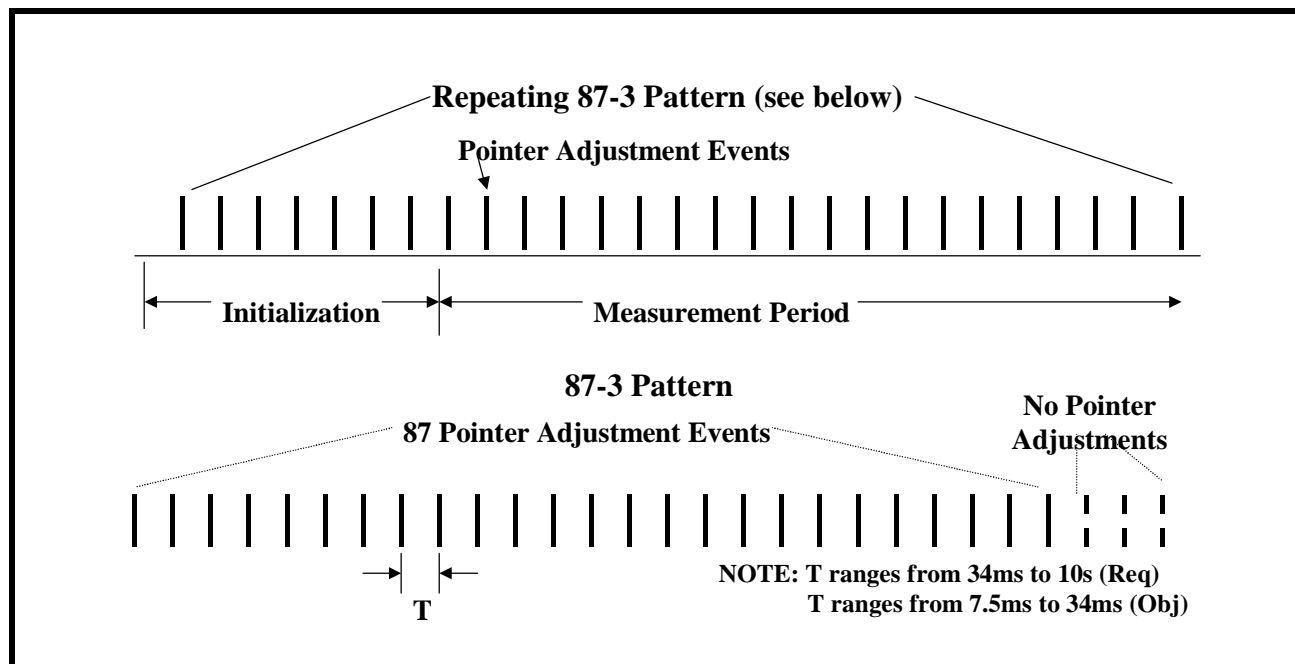 Repeating 87-3 Pattern (see below)
Pointer Adjustment Events
Initialization
Measurement Period
87-3 Pattern
87 Pointer Adjustment Events
No Pointer
Adjustments
T
NOTE: T ranges from 34ms to 10s (Req)
T ranges from 7.5ms to 34ms (Obj)